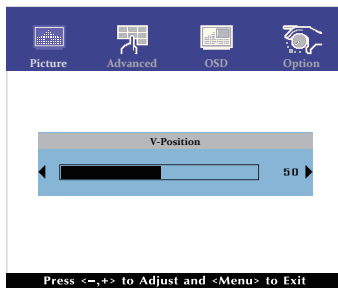 Picture Advanced OSD Option
V-Position
50
Press <–,+> to Adjust and <Menu> to Exit